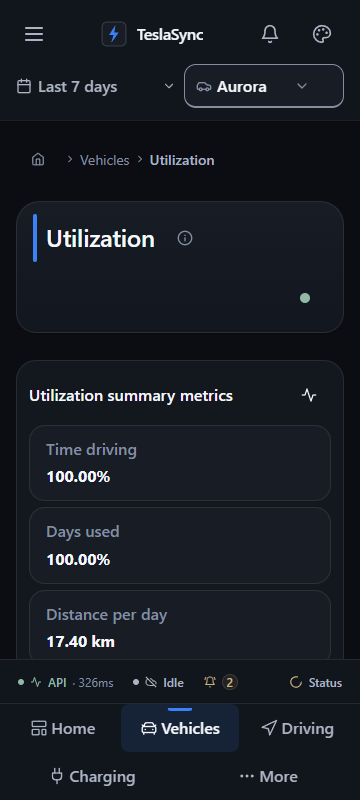 TeslaSync
Last 7 days
Aurora
Vehicles
Utilization
Utilization
Utilization summary metrics
Time driving
100.00%
Days used
100.00%
Distance per day
17.40 km
API · 326ms
Idle
2
Status
Home
Vehicles
Driving
Charging
More